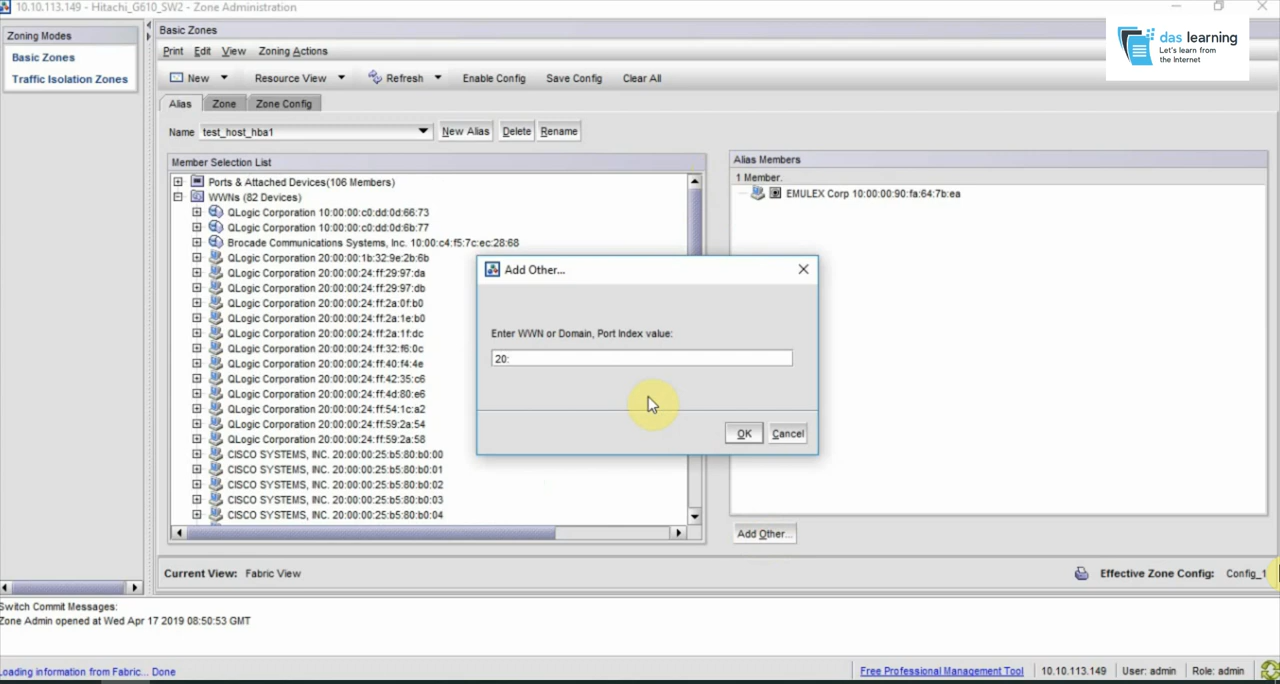 10.10.113.149 - Hitachi_G610_SW2 - Zone Administration
das learning
Let's learn from
the Internet
Zoning Modes
Basic Zones
Traffic Isolation Zones
Basic Zones
Print Edit View Zoning Actions
New Resource View Refresh Enable Config Save Config Clear All
Alias Zone Zone Config
Name test_host_hba1 New Alias Delete Rename
Member Selection List
Ports & Attached Devices(106 Members)
WWNs (82 Devices)
QLogic Corporation 10:00:00:c0:dd:0d:66:73
QLogic Corporation 10:00:00:c0:dd:0d:6b:77
Brocade Communications Systems, Inc. 10:00:c4:f5:7c:ec:28:68
QLogic Corporation 20:00:00:1b:32:9e:2b:6b
QLogic Corporation 20:00:00:24:ff:29:97:da
QLogic Corporation 20:00:00:24:ff:29:97:db
QLogic Corporation 20:00:00:24:ff:2a:0f:b0
QLogic Corporation 20:00:00:24:ff:2a:1e:b0
QLogic Corporation 20:00:00:24:ff:2a:1f:dc
QLogic Corporation 20:00:00:24:ff:32:f6:0c
QLogic Corporation 20:00:00:24:ff:40:f4:4e
QLogic Corporation 20:00:00:24:ff:42:35:c6
QLogic Corporation 20:00:00:24:ff:4d:80:e6
QLogic Corporation 20:00:00:24:ff:54:1c:a2
QLogic Corporation 20:00:00:24:ff:59:2a:54
QLogic Corporation 20:00:00:24:ff:59:2a:58
CISCO SYSTEMS, INC. 20:00:00:25:b5:80:b0:00
CISCO SYSTEMS, INC. 20:00:00:25:b5:80:b0:01
CISCO SYSTEMS, INC. 20:00:00:25:b5:80:b0:02
CISCO SYSTEMS, INC. 20:00:00:25:b5:80:b0:03
CISCO SYSTEMS, INC. 20:00:00:25:b5:80:b0:04
Alias Members
1 Member.
EMULEX Corp 10:00:00:90:fa:64:7b:ea
Add Other...
Enter WWN or Domain, Port Index value:
20:
OK Cancel
Add Other...
Current View: Fabric View
Effective Zone Config: Config_1
Switch Commit Messages:
Zone Admin opened at Wed Apr 17 2019 08:50:53 GMT
Loading information from Fabric... Done
Free Professional Management Tool 10.10.113.149 User: admin Role: admin